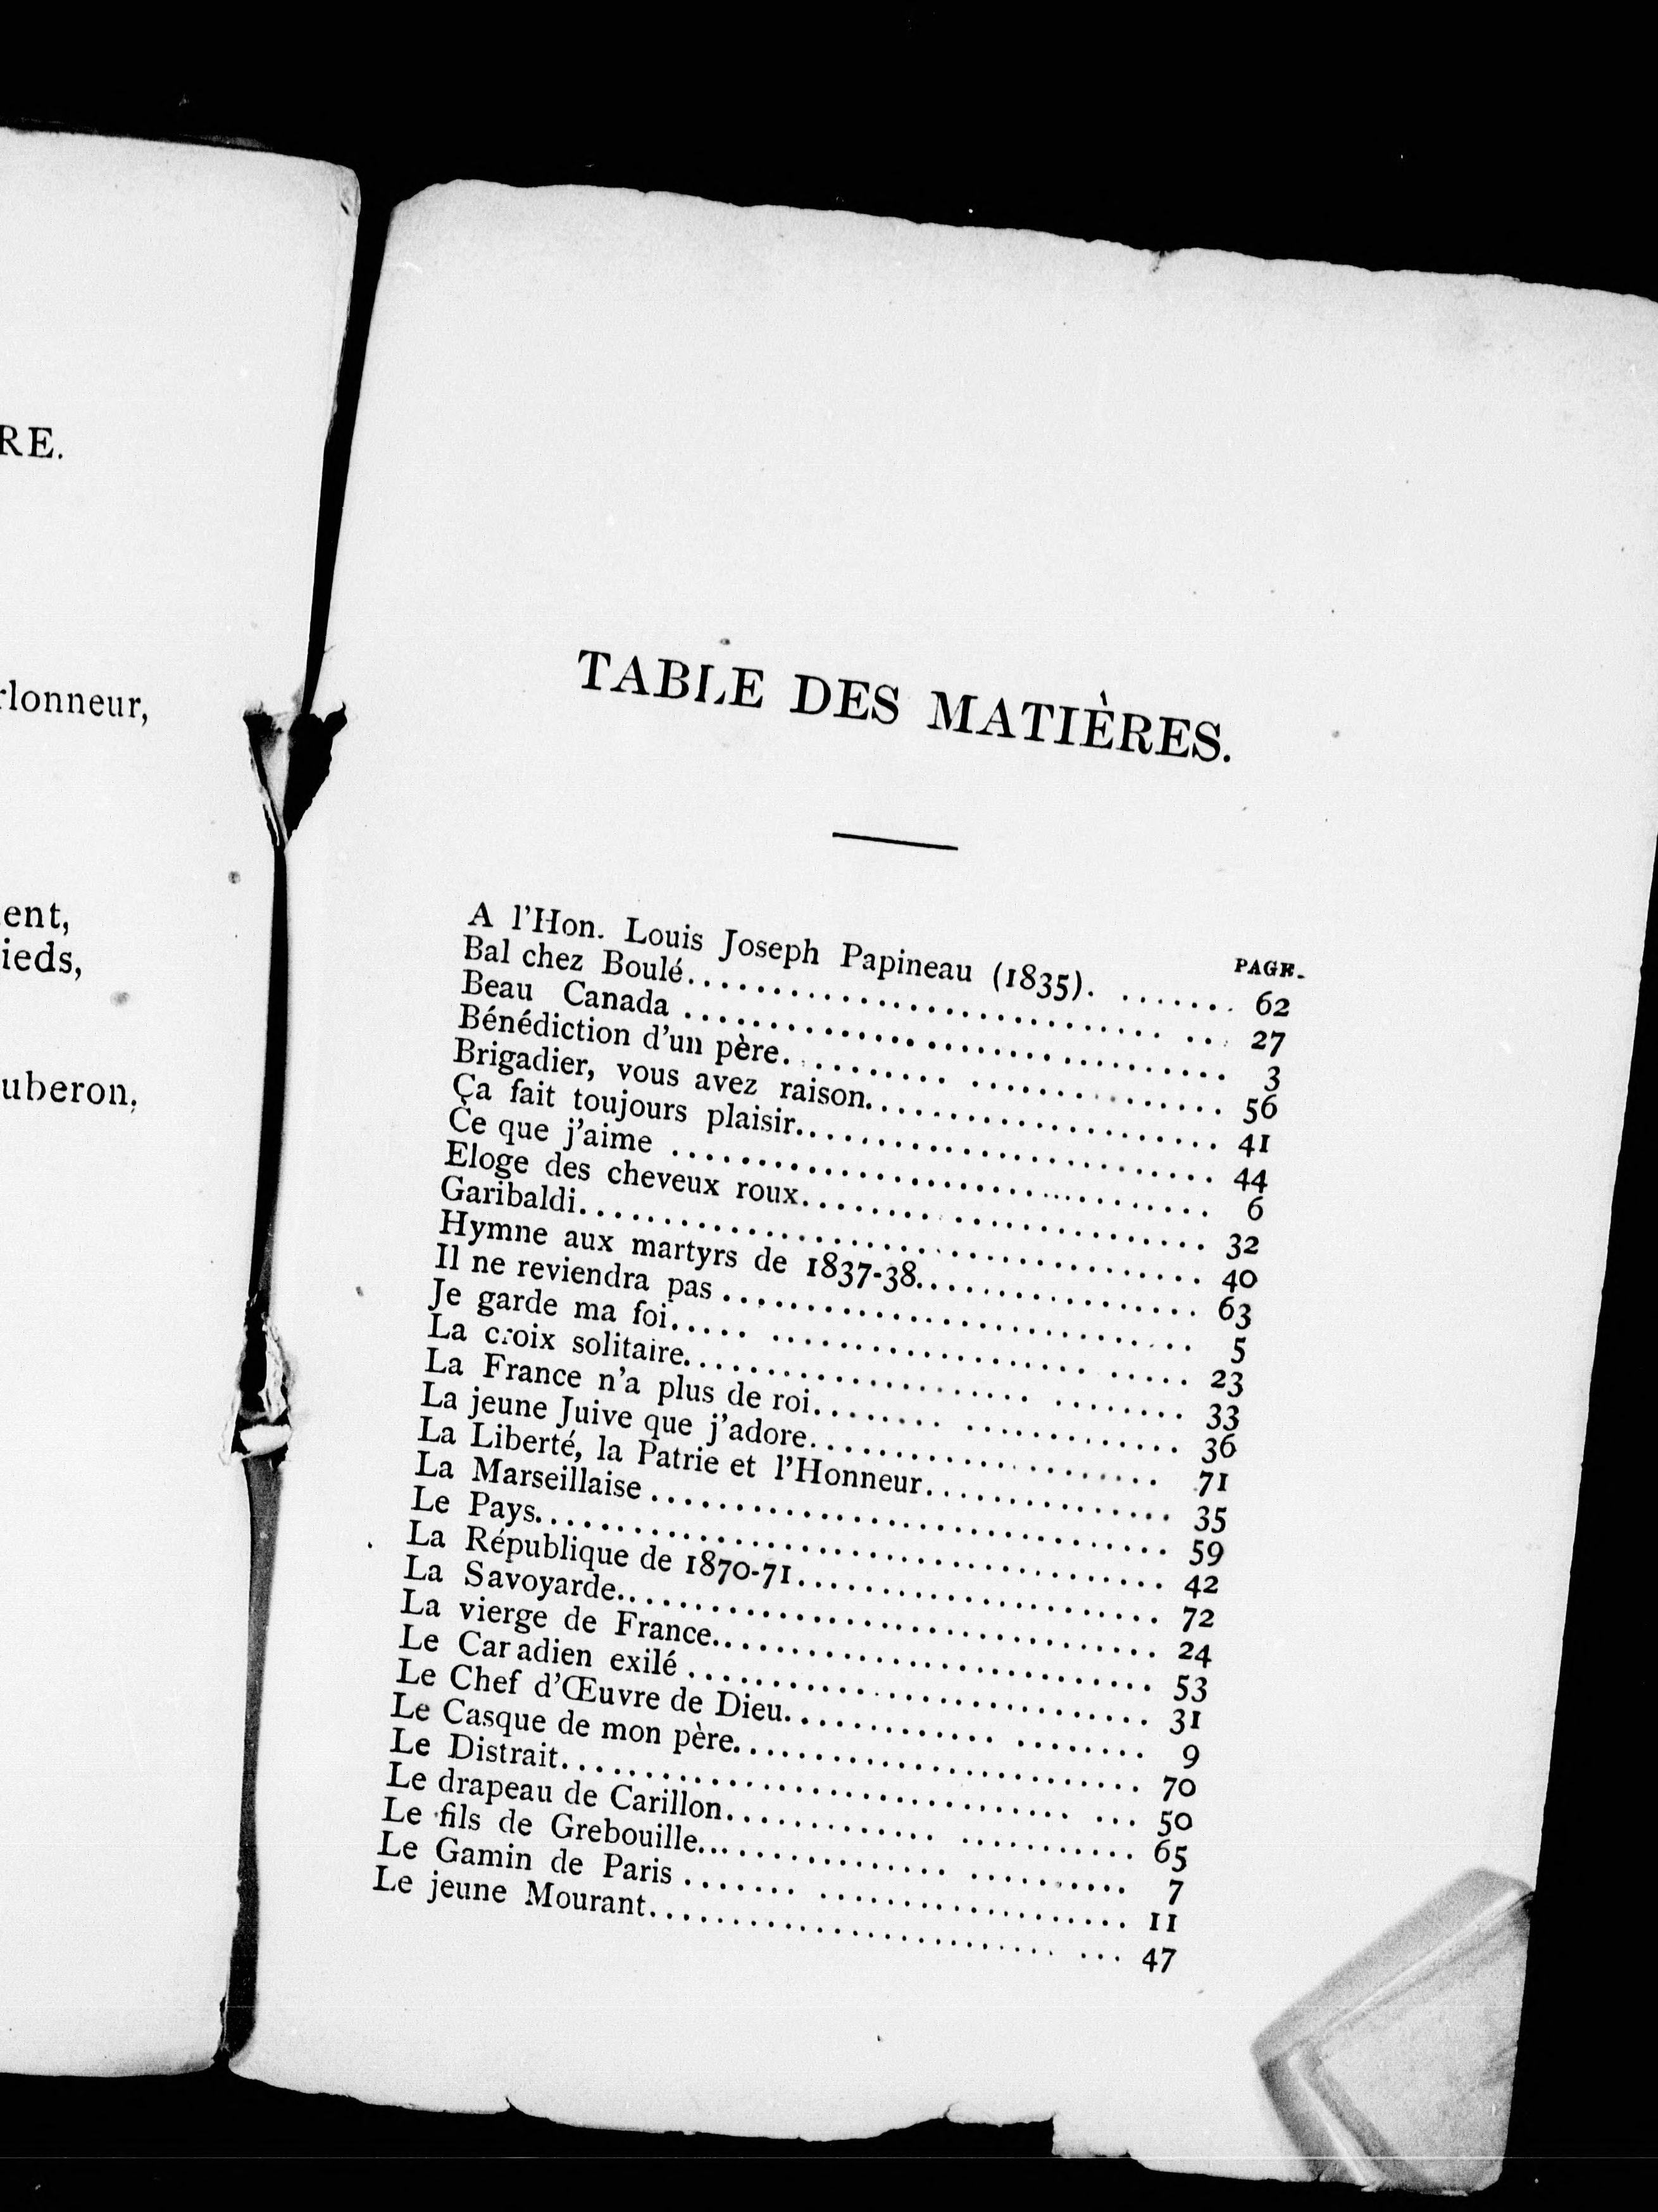 RE.
rlonneur,
ent,
ieds,
uberon,
TABLE DES MATIÈRES.
PAGE.
A l'Hon. Louis Joseph Papineau (1835). ....... 62
Bal chez Boulé.............................. ... 27
Beau Canada ................................. 3
Bénédiction d'un père.......... ............... 56
Brigadier, vous avez raison..................... 41
Ça fait toujours plaisir......................... 44
Ce que j'aime ................................. 6
Eloge des cheveux roux........................ 32
Garibaldi...................................... 40
Hymne aux martyrs de 1837-38................. 63
Il ne reviendra pas ............................. 5
Je garde ma foi..... ................... ..... 23
La croix solitaire..................... ........ 33
La France n'a plus de roi........ ............. 36
La jeune Juive que j'adore..................... 71
La Liberté, la Patrie et l'Honneur............... 35
La Marseillaise ................................ 59
Le Pays...................................... 42
La République de 1870-71...................... 72
La Savoyarde................................. 24
La vierge de France........................... 53
Le Canadien exilé ............................ 31
Le Chef d'Œuvre de Dieu............. ........ 9
Le Casque de mon père......................... 70
Le Distrait............................... ... 50
Le drapeau de Carillon............. ........... 65
Le fils de Grebouille............... .......... 7
Le Gamin de Paris ....... ................... 11
Le jeune Mourant......................... ... 47